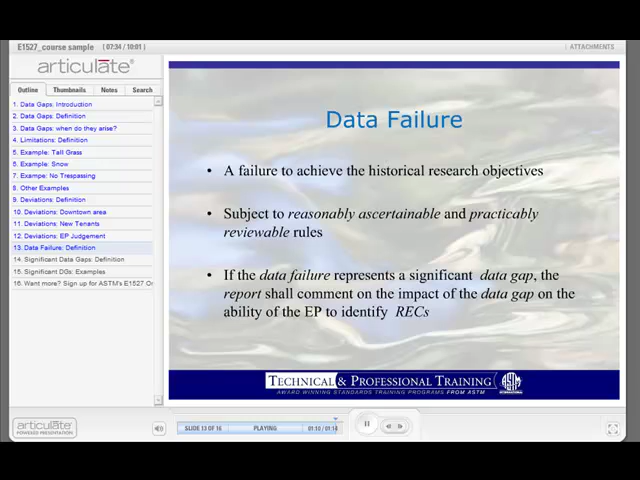 E1527_course sample [07:34 / 10:01]
ATTACHMENTS
articulate®
Outline Thumbnails Notes Search
1. Data Gaps: Introduction
2. Data Gaps: Definition
3. Data Gaps: when do they arise?
4. Limitations: Definition
5. Example: Tall Grass
6. Example: Snow
7. Exampe: No Trespassing
8. Other Examples
9. Deviations: Definition
10. Deviations: Downtown area
11. Deviations: New Tenants
12. Deviations: EP Judgement
13. Data Failure: Definition
14. Significant Data Gaps: Definition
15. Significant DGs: Examples
16. Want more? Sign up for ASTM's E1527 On
Data Failure
• A failure to achieve the historical research objectives
• Subject to reasonably ascertainable and practically
reviewable rules
• If the data failure represents a significant data gap, the
report shall comment on the impact of the data gap on the
ability of the EP to identify RECs
TECHNICAL & PROFESSIONAL TRAINING
AWARD WINNING STANDARDS TRAINING PROGRAMS FROM ASTM
ASTM
INTERNATIONAL
articulate
POWERED PRESENTATION
SLIDE 13 OF 16 PLAYING 01:10 / 01:14